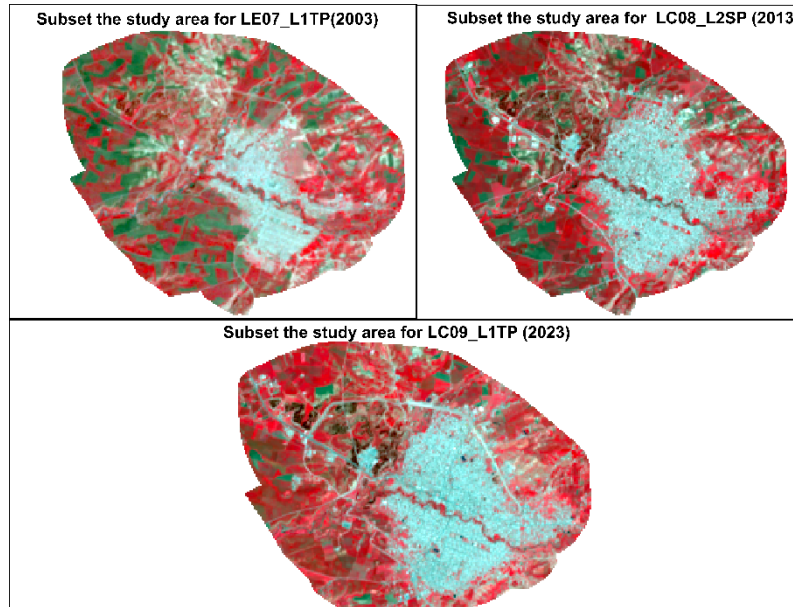 Subset the study area for LE07_L1TP(2003)
Subset the study area for LC08_L2SP (2013
Subset the study area for LC09_L1TP (2023)